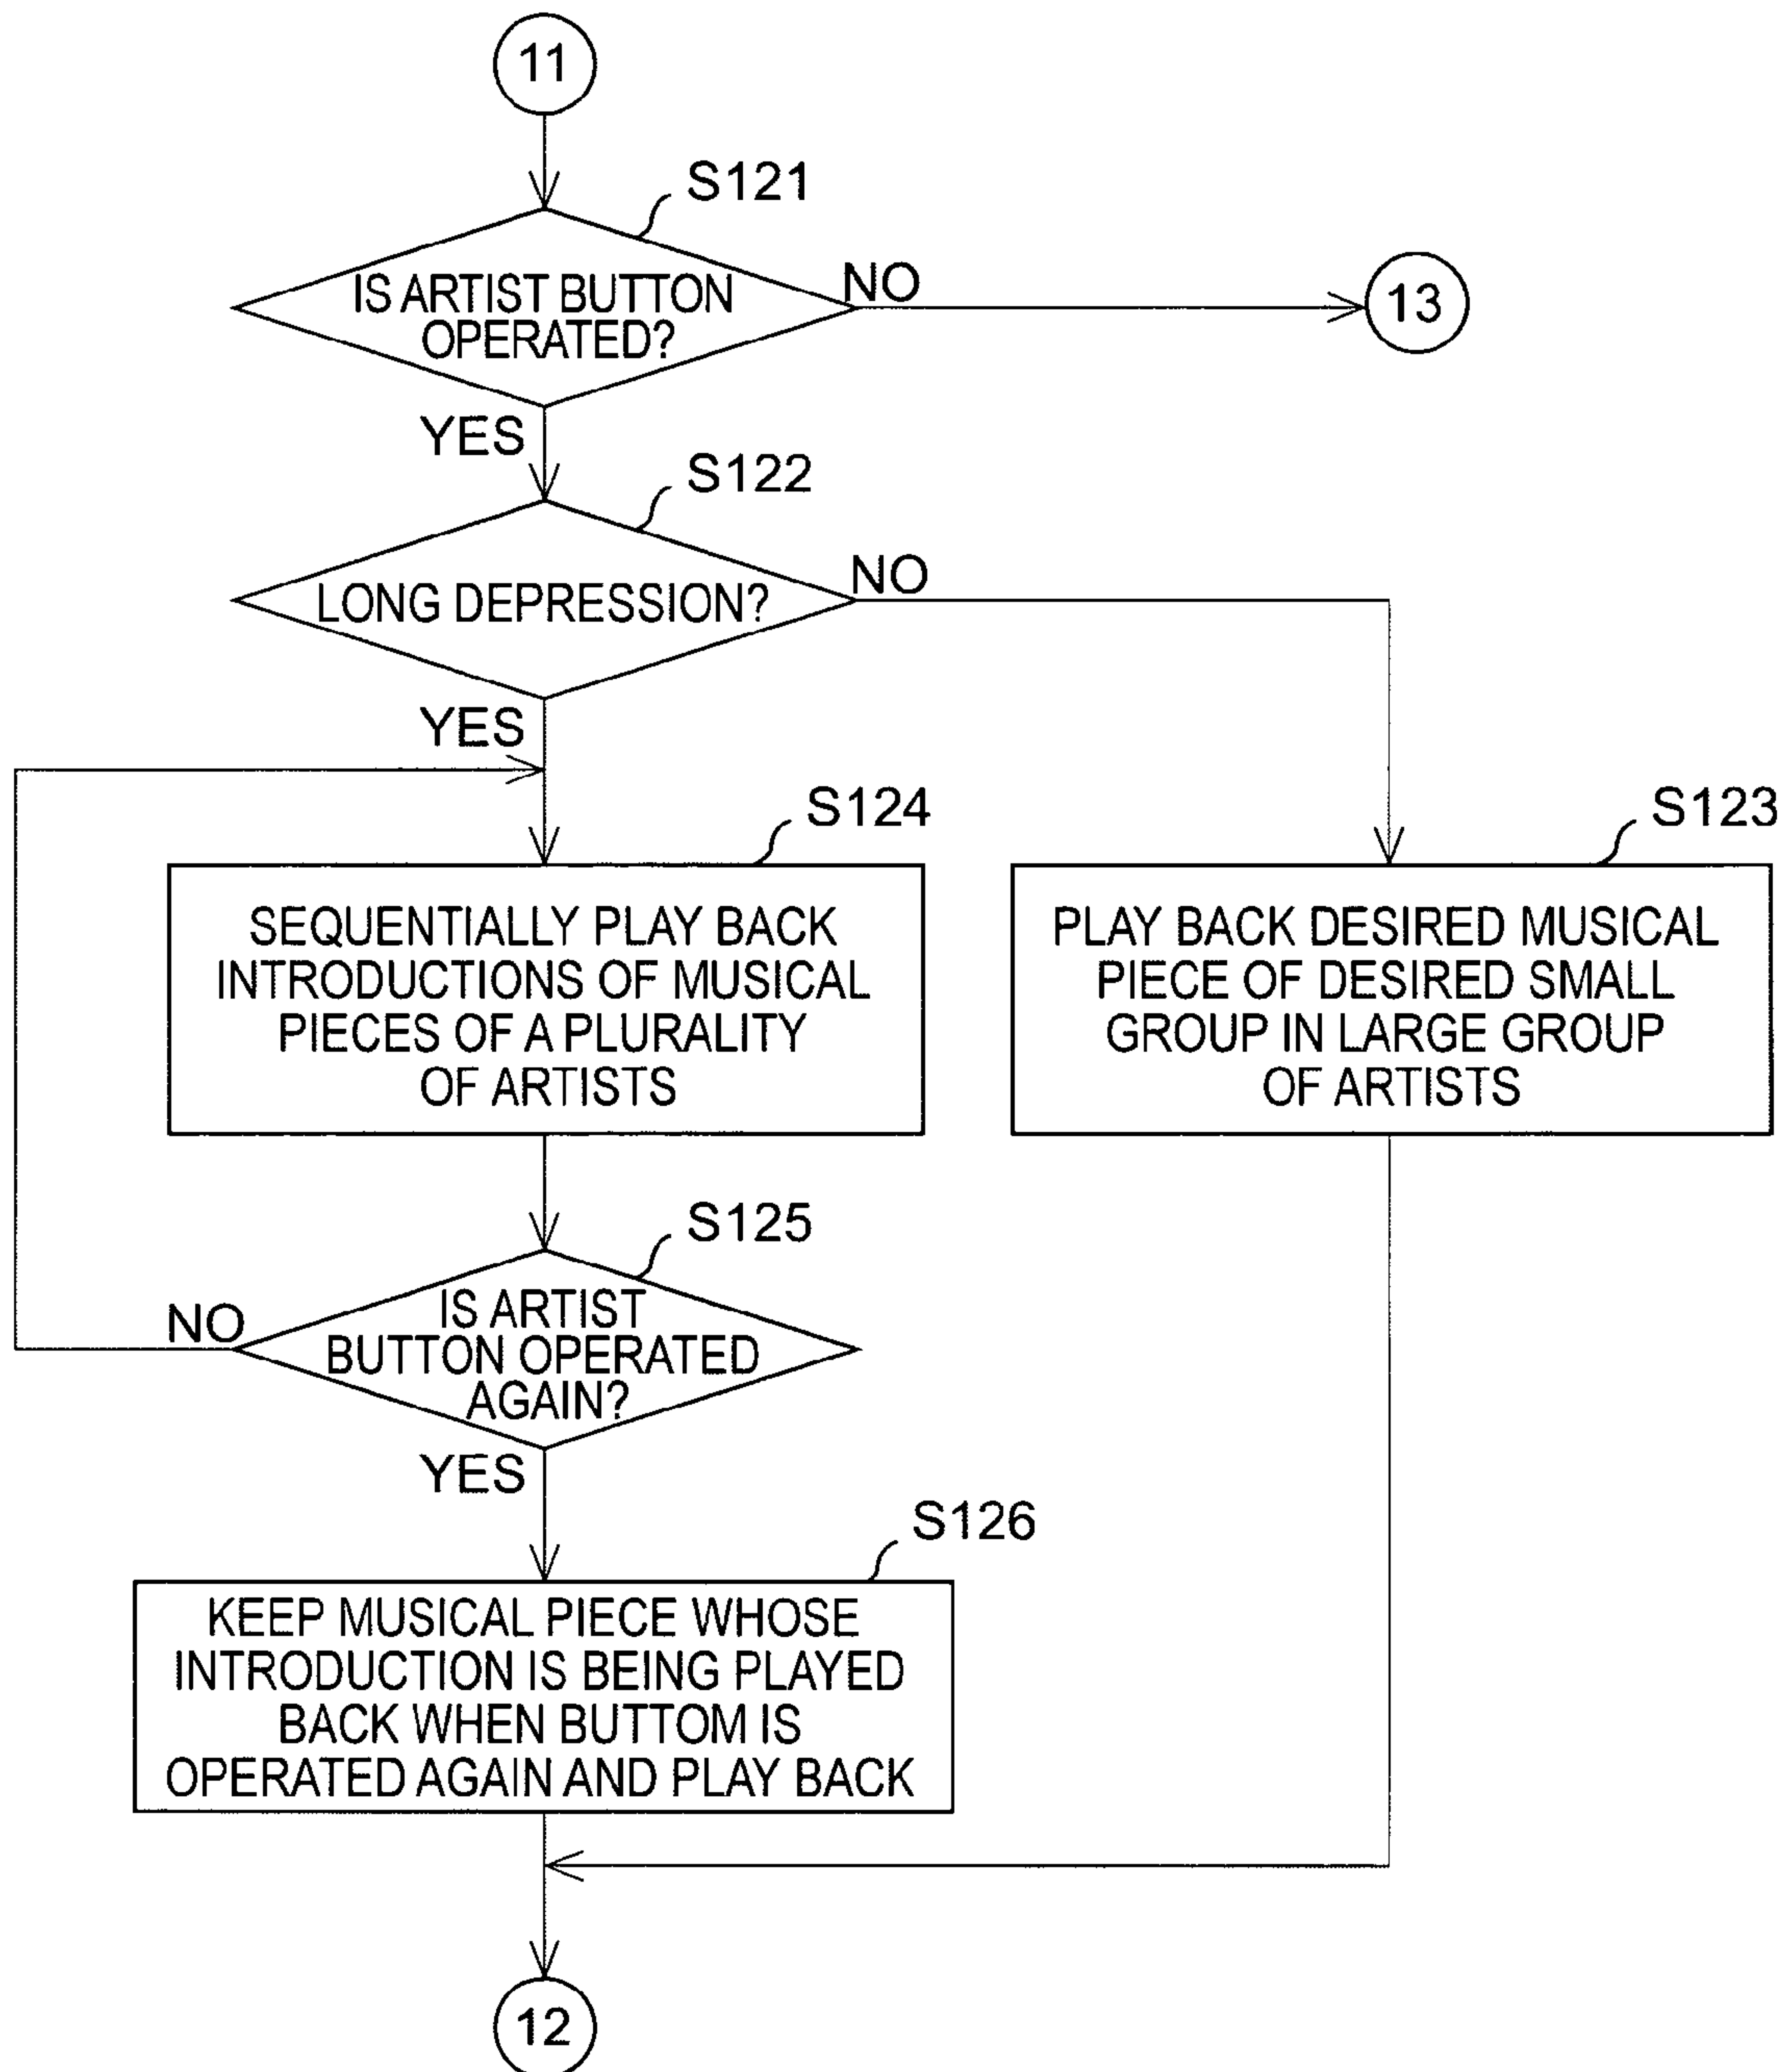 11
S121
IS ARTIST BUTTON
OPERATED?
NO
13
YES
S122
LONG DEPRESSION?
NO
YES
S124
SEQUENTIALLY PLAY BACK
INTRODUCTIONS OF MUSICAL
PIECES OF A PLURALITY
OF ARTISTS
S123
PLAY BACK DESIRED MUSICAL
PIECE OF DESIRED SMALL
GROUP IN LARGE GROUP
OF ARTISTS
S125
IS ARTIST
BUTTON OPERATED
AGAIN?
NO
YES
S126
KEEP MUSICAL PIECE WHOSE
INTRODUCTION IS BEING PLAYED
BACK WHEN BUTTOM IS
OPERATED AGAIN AND PLAY BACK
12